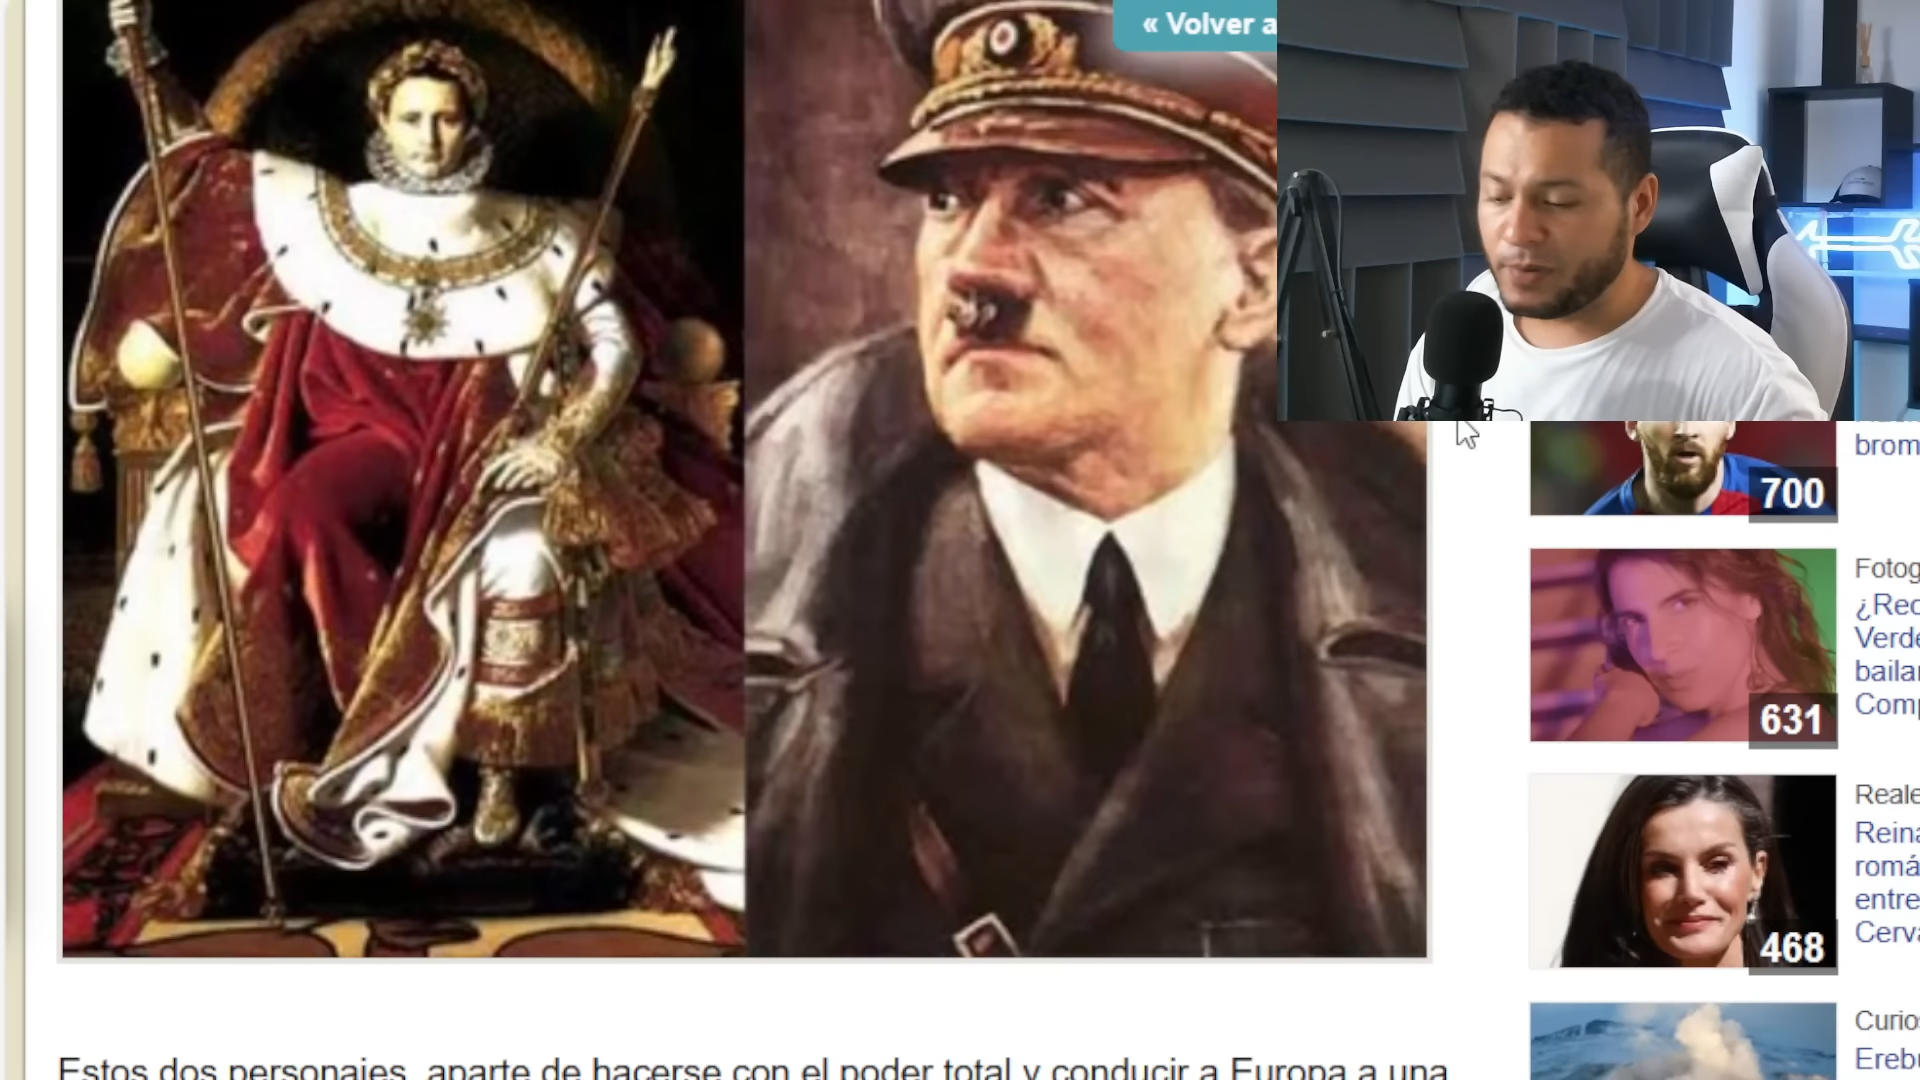 « Volver a
brom
700
Fotog
¿Rec
Verde
bailar
Comp
631
Reale
Reina
romá
entre
Cerva
468
Curio
Erebu
Estos dos personajes, aparte de hacerse con el poder total y conducir a Europa a una